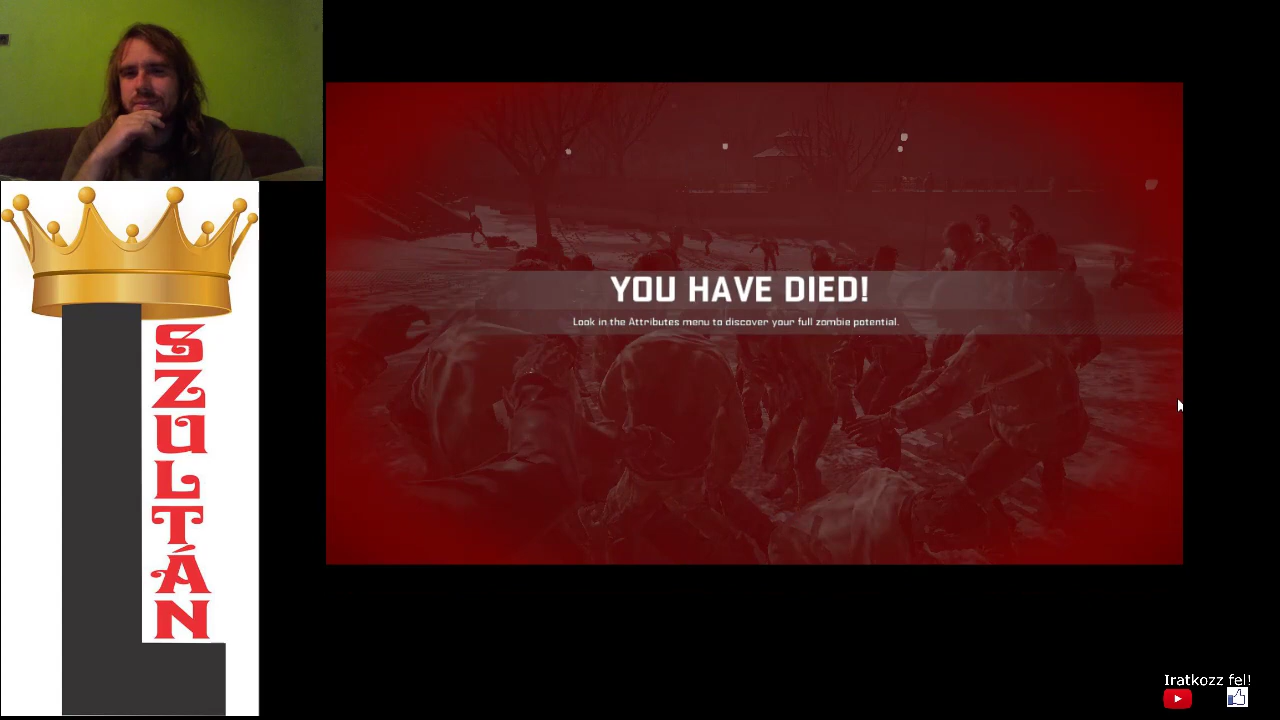 YOU HAVE DIED!
Look in the Attributes menu to discover your full zombie potential.
L
SZULTÁN
Iratkozz fel!